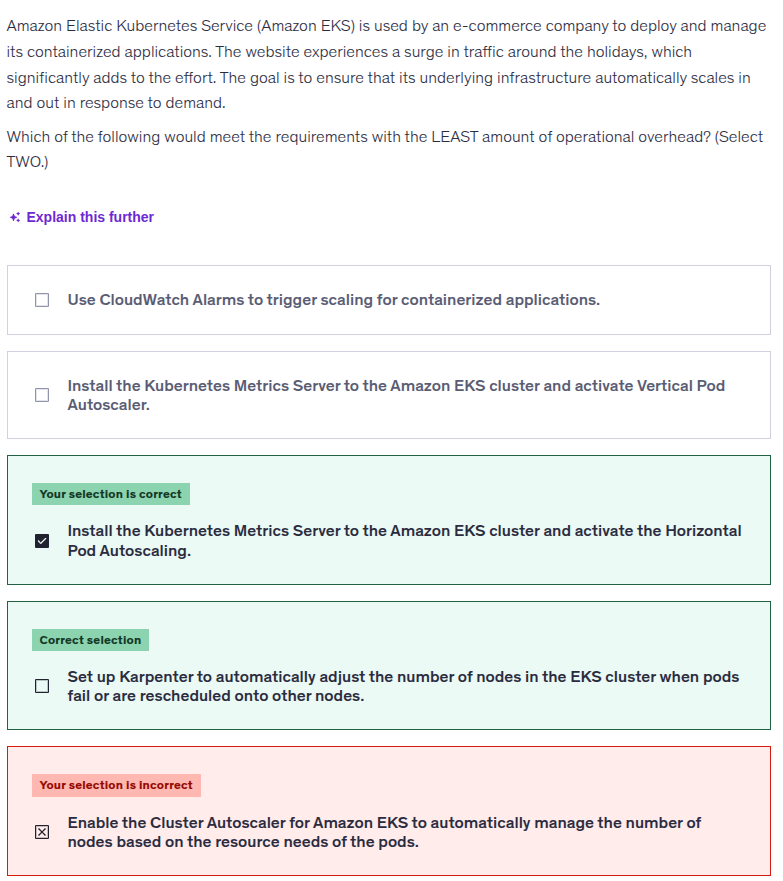 Amazon Elastic Kubernetes Service (Amazon EKS) is used by an e-commerce company to deploy and manage
its containerized applications. The website experiences a surge in traffic around the holidays, which
significantly adds to the effort. The goal is to ensure that its underlying infrastructure automatically scales in
and out in response to demand.
Which of the following would meet the requirements with the LEAST amount of operational overhead? (Select
TWO.)
Explain this further
Use CloudWatch Alarms to trigger scaling for containerized applications.
Install the Kubernetes Metrics Server to the Amazon EKS cluster and activate Vertical Pod
Autoscaler.
Your selection is correct
Install the Kubernetes Metrics Server to the Amazon EKS cluster and activate the Horizontal
Pod Autoscaling.
Correct selection
Set up Karpenter to automatically adjust the number of nodes in the EKS cluster when pods
fail or are rescheduled onto other nodes.
Your selection is incorrect
Enable the Cluster Autoscaler for Amazon EKS to automatically manage the number of
nodes based on the resource needs of the pods.